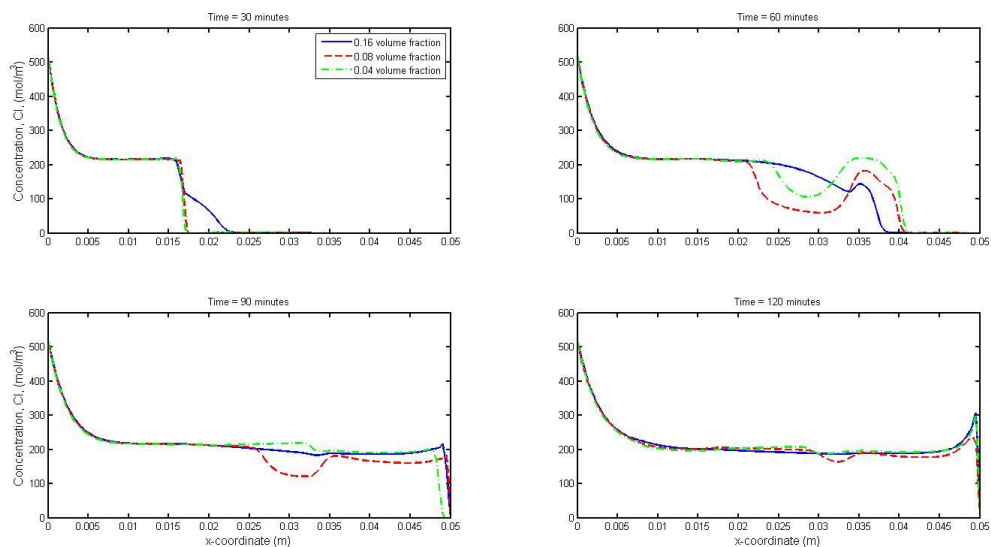 Time = 30 minutes
600
500
400
300
200
100
0
Concentration, Cl, (mol/m³)
0.16 volume fraction
0.08 volume fraction
0.04 volume fraction
0 0.005 0.01 0.015 0.02 0.025 0.03 0.035 0.04 0.045 0.05
Time = 60 minutes
600
500
400
300
200
100
0
0 0.005 0.01 0.015 0.02 0.025 0.03 0.035 0.04 0.045 0.05
Time = 90 minutes
600
500
400
300
200
100
0
Concentration, Cl, (mol/m³)
0 0.005 0.01 0.015 0.02 0.025 0.03 0.035 0.04 0.045 0.05
x-coordinate (m)
Time = 120 minutes
600
500
400
300
200
100
0
0 0.005 0.01 0.015 0.02 0.025 0.03 0.035 0.04 0.045 0.05
x-coordinate (m)